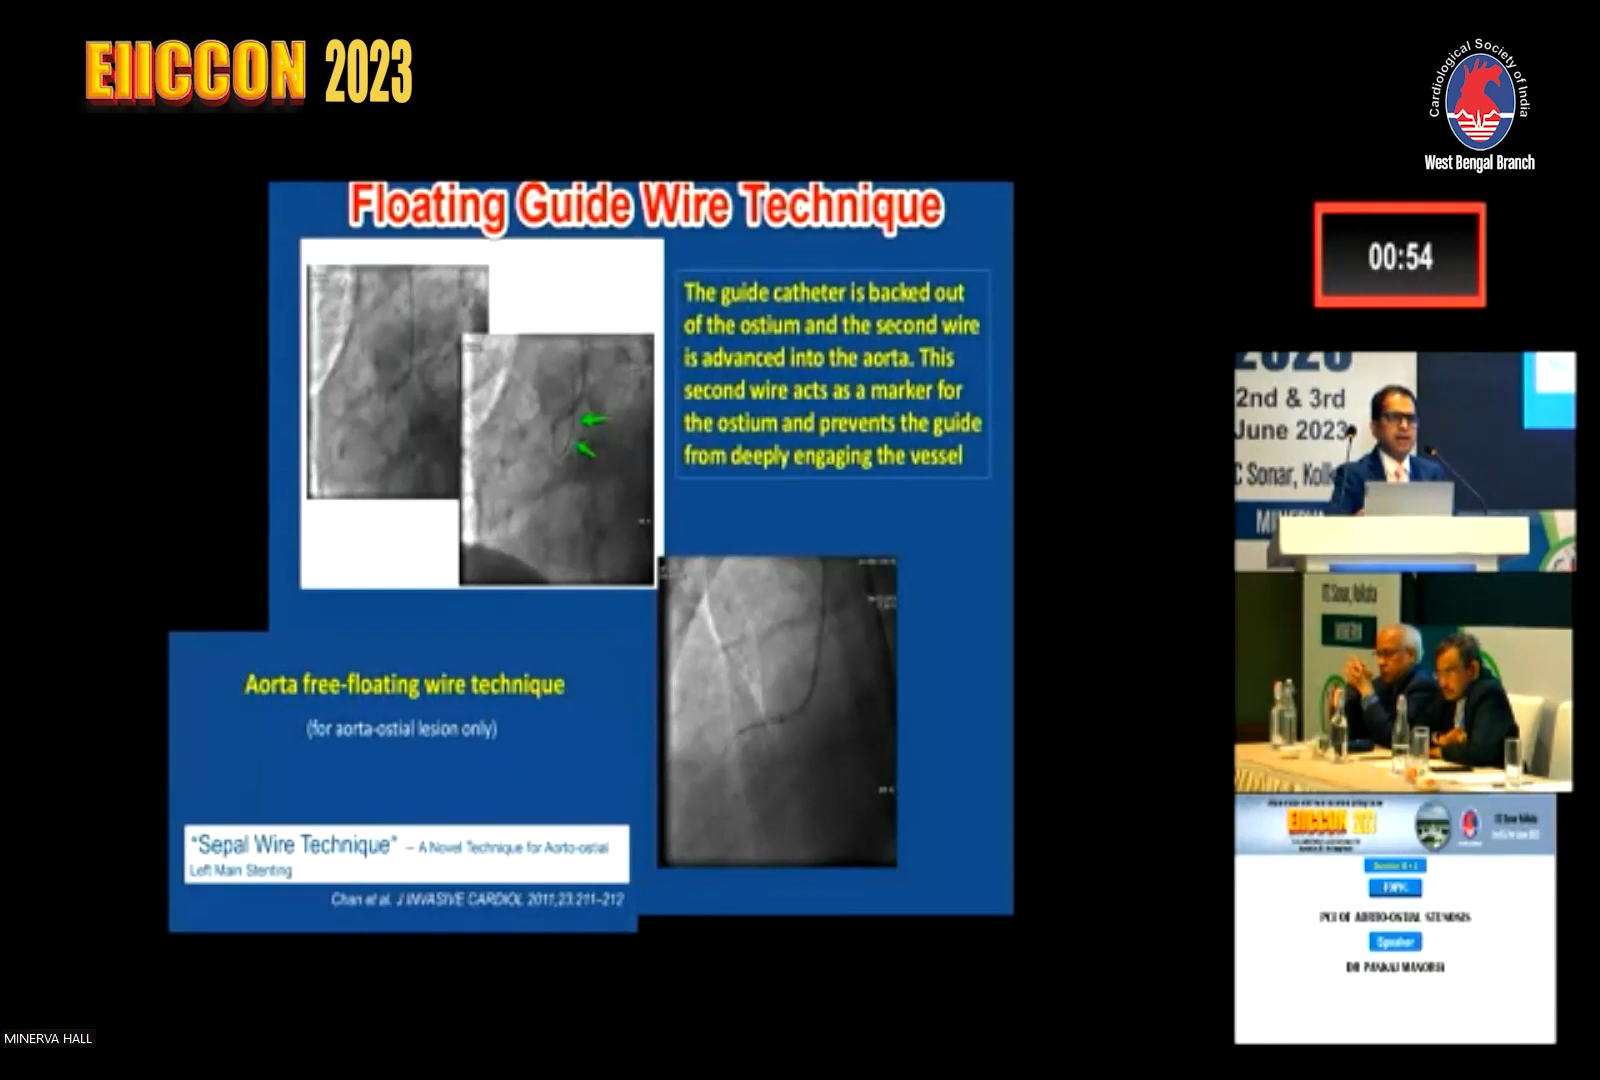 EIICCON 2023
Cardiological Society of India
West Bengal Branch
00:54
Floating Guide Wire Technique
The guide catheter is backed out
of the ostium and the second wire
is advanced into the aorta. This
second wire acts as a marker for
the ostium and prevents the guide
from deeply engaging the vessel
Aorta free-floating wire technique
(for aorta-ostial lesion only)
"Sepal Wire Technique" – A Novel Technique for Aorto-ostial
Left Main Stenting
Chan et al. J INVASIVE CARDIOL 2011;23:211–212
2023
2nd & 3rd
June 2023
C Sonar, Kolk
ITC Sonar, Kolkata
MINERVA
EIICCON 2023
TOPIC
PCI OF AORTO-OSTIAL STENOSIS
Speaker
DR PANKAJ MANORIA
MINERVA HALL